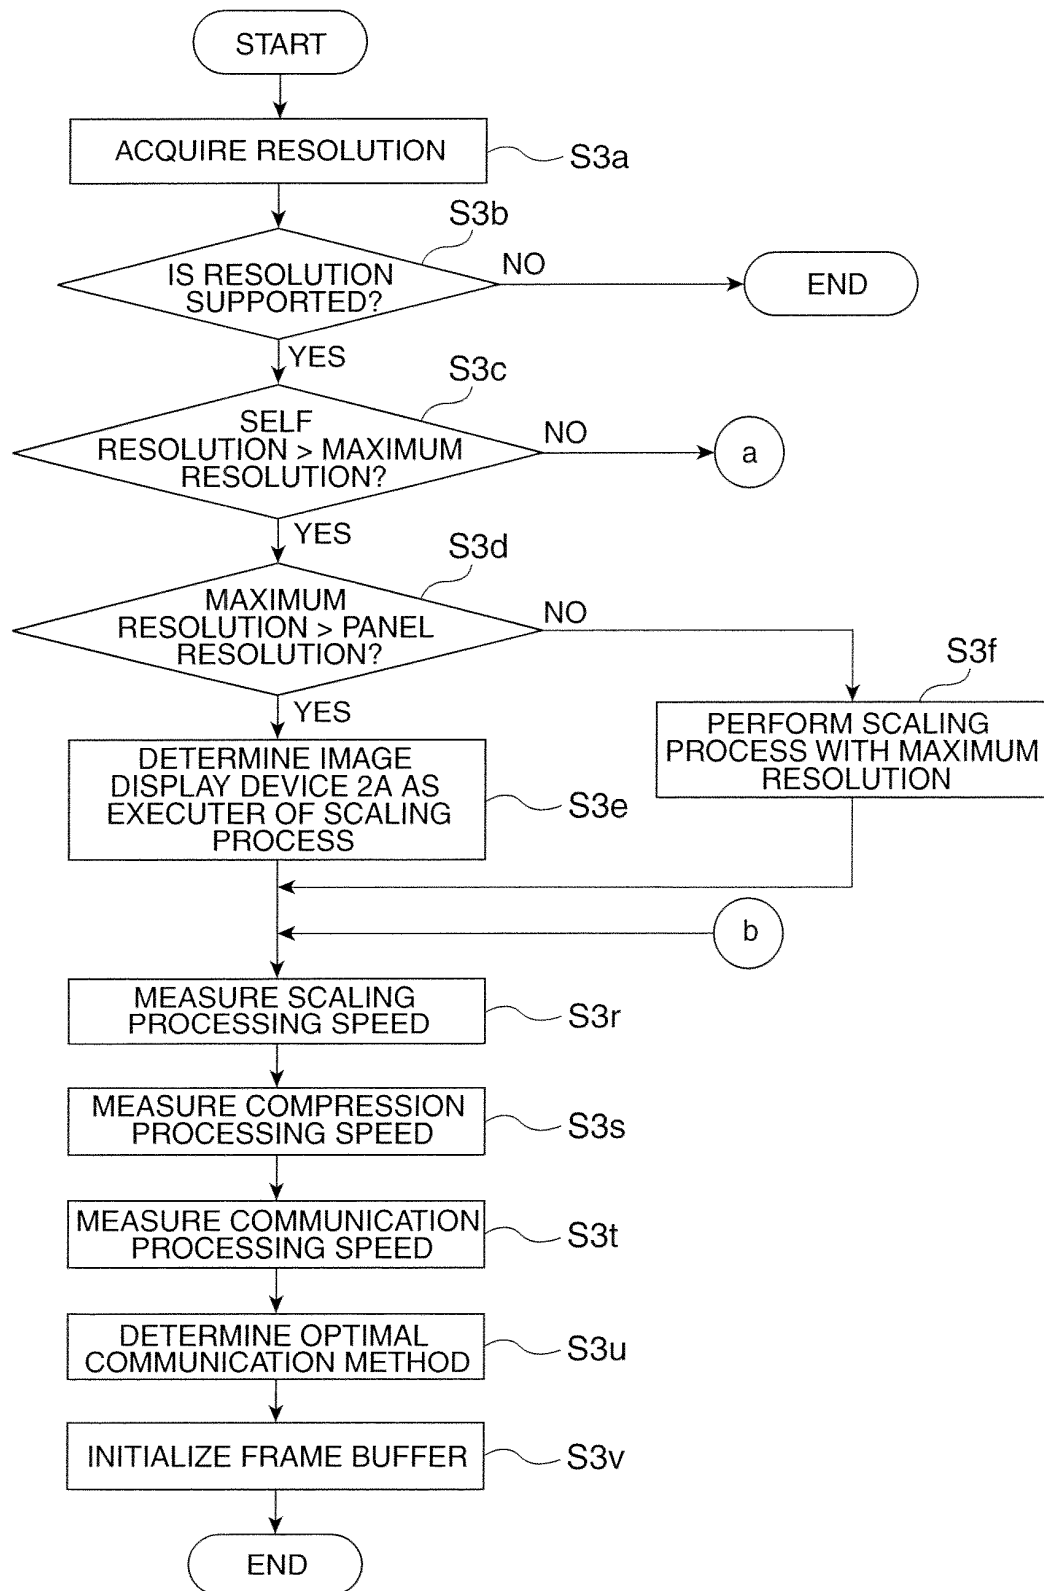 START
ACQUIRE RESOLUTION
S3a
S3b
IS RESOLUTION
SUPPORTED?
NO
END
YES
S3c
SELF
RESOLUTION > MAXIMUM
RESOLUTION?
NO
a
YES
S3d
MAXIMUM
RESOLUTION > PANEL
RESOLUTION?
NO
YES
S3f
PERFORM SCALING
PROCESS WITH MAXIMUM
RESOLUTION
DETERMINE IMAGE
DISPLAY DEVICE 2A AS
EXECUTER OF SCALING
PROCESS
S3e
b
MEASURE SCALING
PROCESSING SPEED
S3r
MEASURE COMPRESSION
PROCESSING SPEED
S3s
MEASURE COMMUNICATION
PROCESSING SPEED
S3t
DETERMINE OPTIMAL
COMMUNICATION METHOD
S3u
INITIALIZE FRAME BUFFER
S3v
END